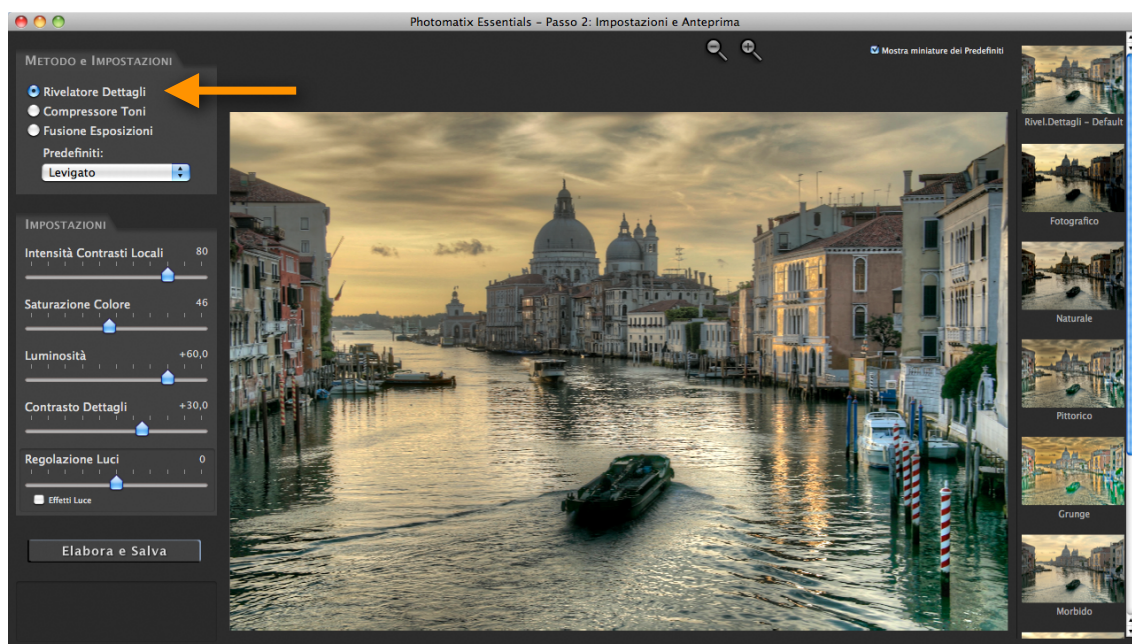 Photomatix Essentials – Passo 2: Impostazioni e Anteprima
Metodo e Impostazioni
Rivelatore Dettagli
Compressore Toni
Fusione Esposizioni
Predefiniti:
Levigato
Impostazioni
Intensità Contrasti Locali 80
Saturazione Colore 46
Luminosità +60,0
Contrasto Dettagli +30,0
Regolazione Luci 0
Effetti Luce
Elabora e Salva
Mostra miniature dei Predefiniti
Rivel.Dettagli – Default
Fotografico
Naturale
Pittorico
Grunge
Morbido